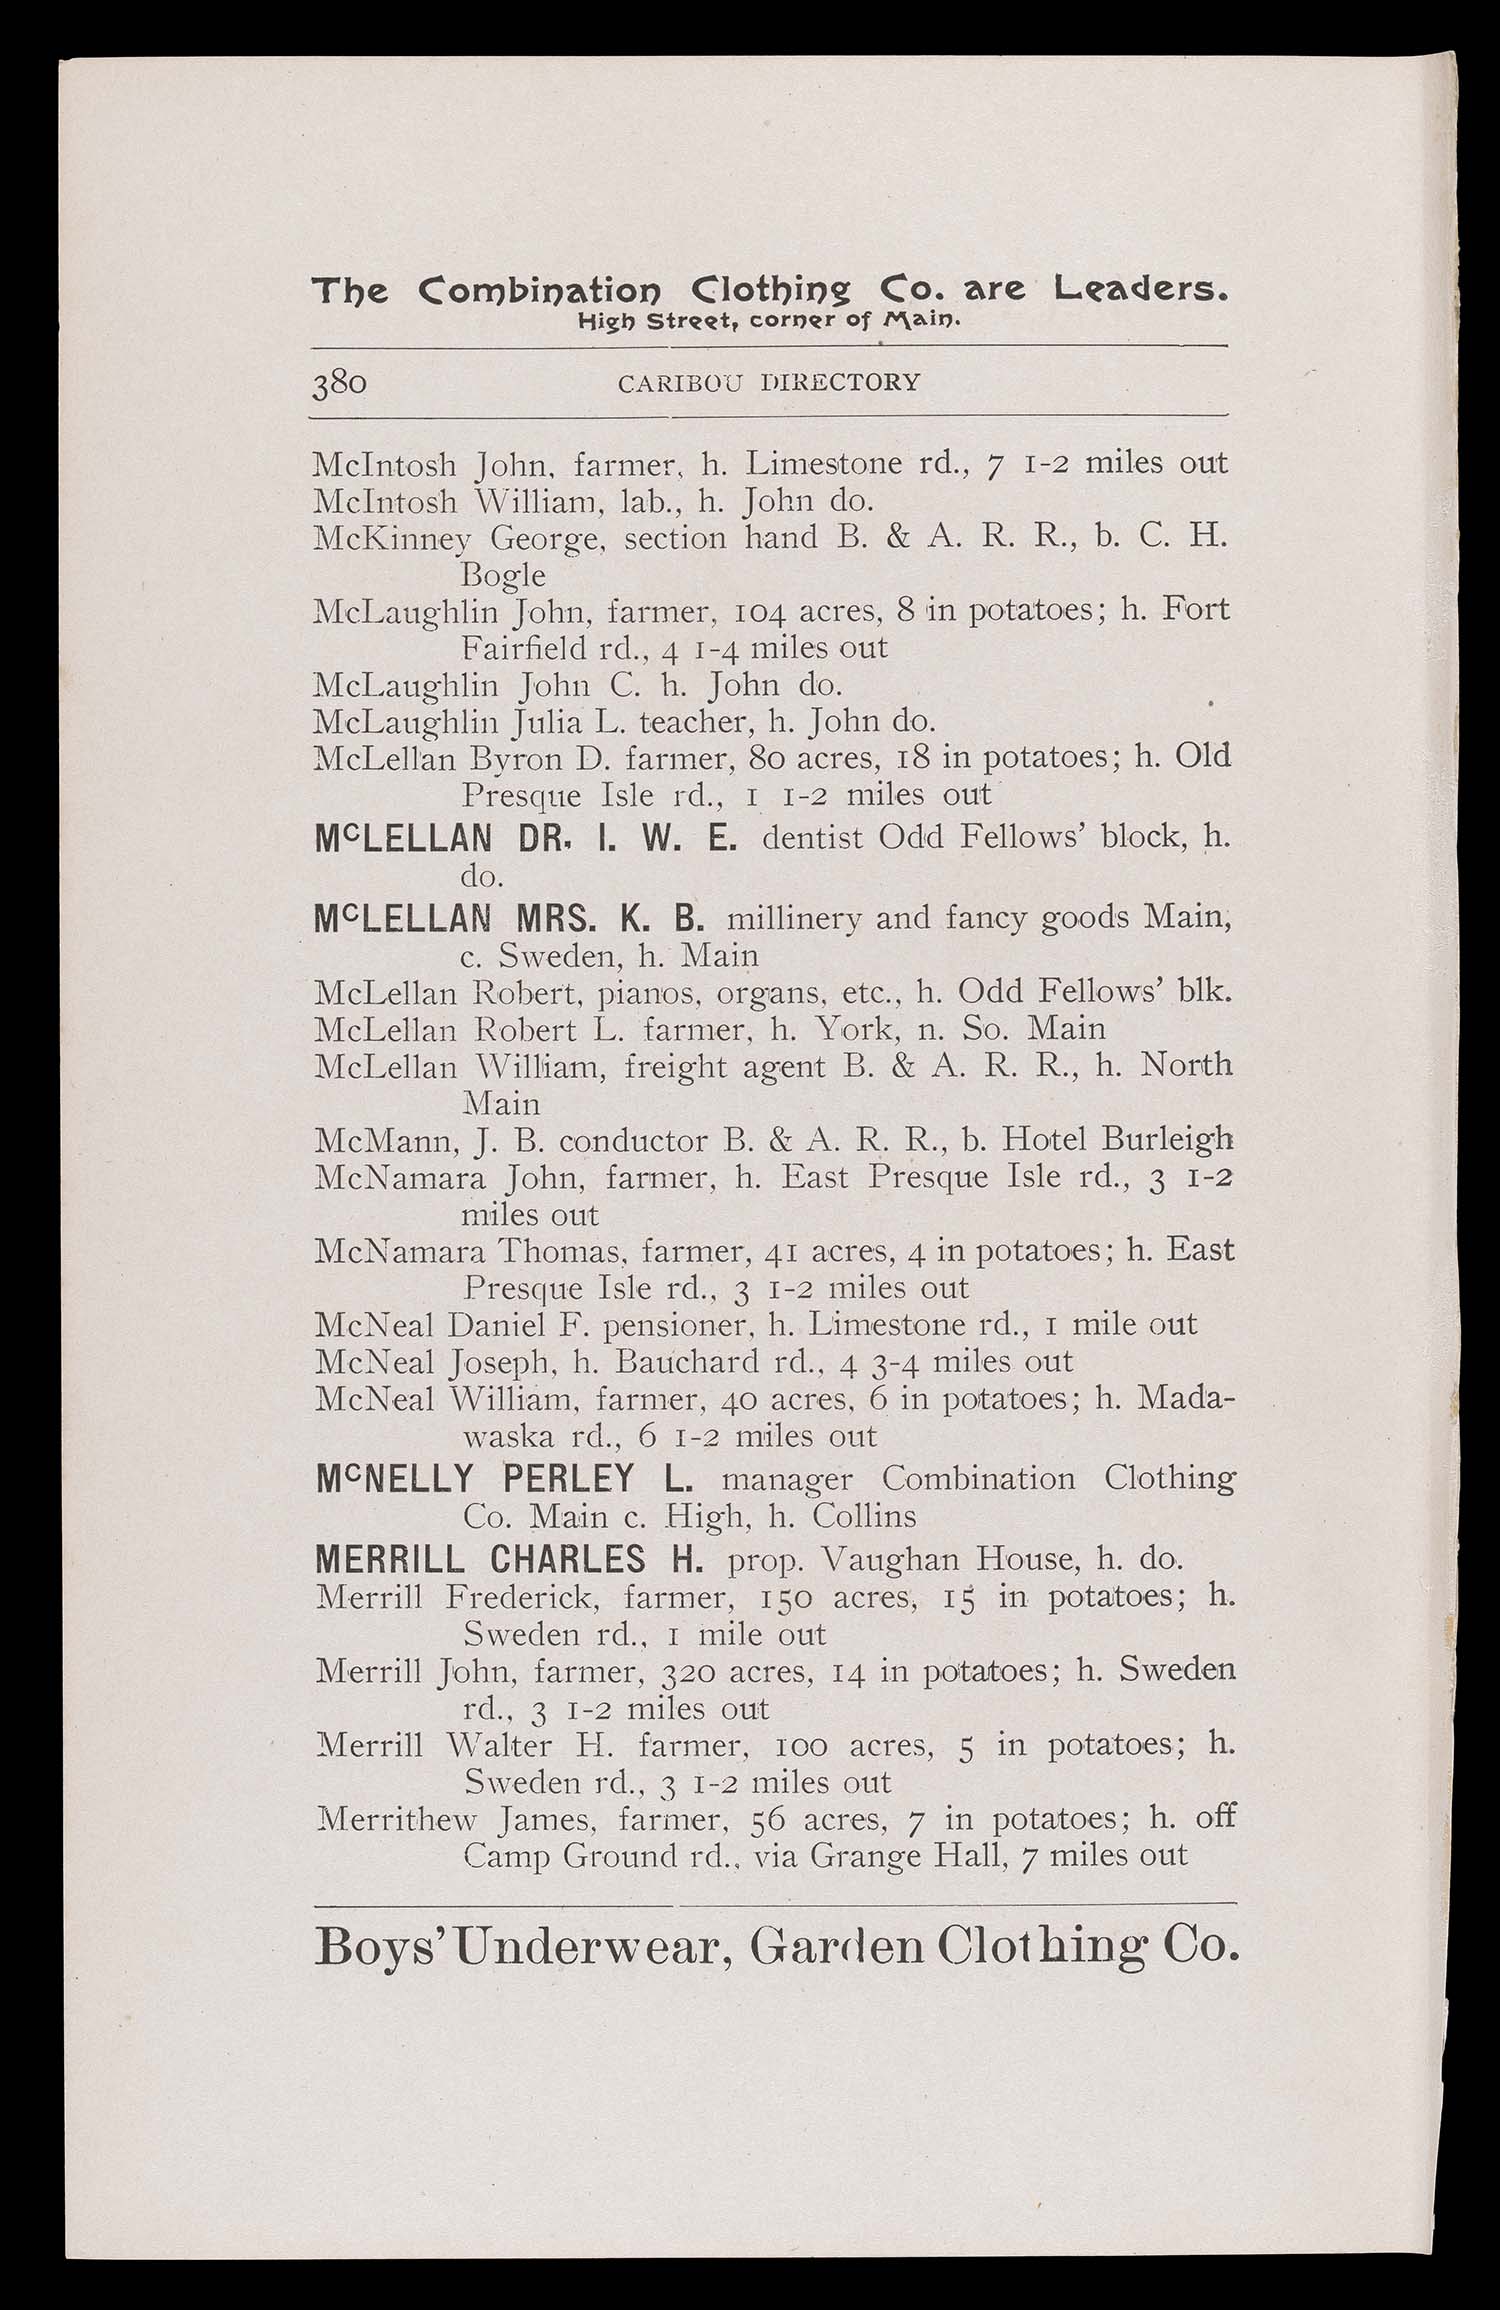 The Combination Clothing Co. are Leaders.
High Street, corner of Main.
380 CARIBOU DIRECTORY
McIntosh John, farmer, h. Limestone rd., 7 1-2 miles out
McIntosh William, lab., h. John do.
McKinney George, section hand B. & A. R. R., b. C. H.
Bogle
McLaughlin John, farmer, 104 acres, 8 in potatoes; h. Fort
Fairfield rd., 4 1-4 miles out
McLaughlin John C. h. John do.
McLaughlin Julia L. teacher, h. John do.
McLellan Byron D. farmer, 80 acres, 18 in potatoes; h. Old
Presque Isle rd., 1 1-2 miles out
McLELLAN DR. I. W. E. dentist Odd Fellows' block, h.
do.
McLELLAN MRS. K. B. millinery and fancy goods Main,
c. Sweden, h. Main
McLellan Robert, pianos, organs, etc., h. Odd Fellows' blk.
McLellan Robert L. farmer, h. York, n. So. Main
McLellan William, freight agent B. & A. R. R., h. North
Main
McMann, J. B. conductor B. & A. R. R., b. Hotel Burleigh
McNamara John, farmer, h. East Presque Isle rd., 3 1-2
miles out
McNamara Thomas, farmer, 41 acres, 4 in potatoes; h. East
Presque Isle rd., 3 1-2 miles out
McNeal Daniel F. pensioner, h. Limestone rd., 1 mile out
McNeal Joseph, h. Bauchard rd., 4 3-4 miles out
McNeal William, farmer, 40 acres, 6 in potatoes; h. Mada-
waska rd., 6 1-2 miles out
McNELLY PERLEY L. manager Combination Clothing
Co. Main c. High, h. Collins
MERRILL CHARLES H. prop. Vaughan House, h. do.
Merrill Frederick, farmer, 150 acres, 15 in potatoes; h.
Sweden rd., 1 mile out
Merrill John, farmer, 320 acres, 14 in potatoes; h. Sweden
rd., 3 1-2 miles out
Merrill Walter H. farmer, 100 acres, 5 in potatoes; h.
Sweden rd., 3 1-2 miles out
Merrithew James, farmer, 56 acres, 7 in potatoes; h. off
Camp Ground rd., via Grange Hall, 7 miles out
Boys' Underwear, Garden Clothing Co.